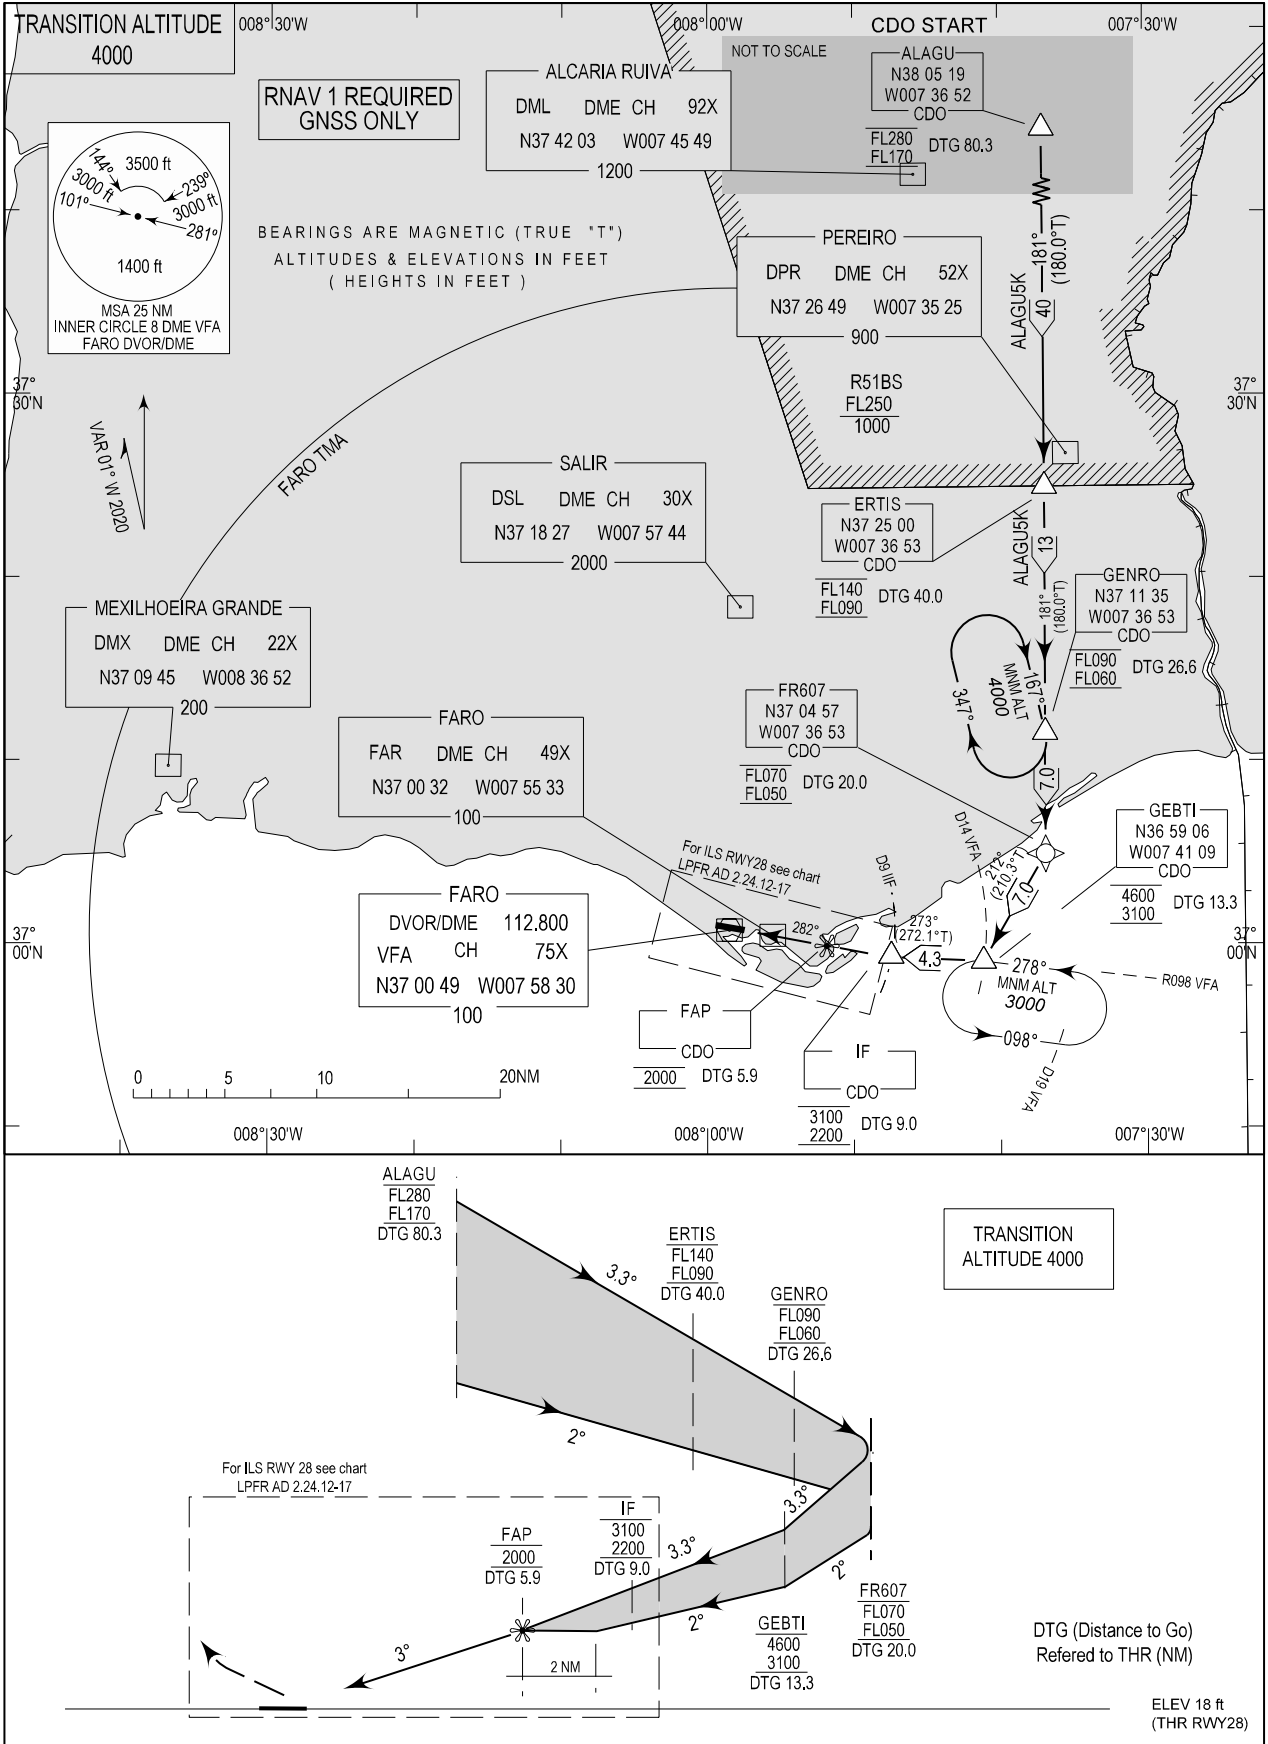 TRANSITION ALTITUDE
4000
008°30'W
008°00'W
007°30'W
CDO START
NOT TO SCALE
ALAGU
N38 05 19
W007 36 52
CDO
FL280
FL170
DTG 80.3
RNAV 1 REQUIRED
GNSS ONLY
ALCARIA RUIVA
DML DME CH 92X
N37 42 03 W007 45 49
1200
144°
3500 ft
3000 ft
239°
3000 ft
101°
281°
1400 ft
MSA 25 NM
INNER CIRCLE 8 DME VFA
FARO DVOR/DME
BEARINGS ARE MAGNETIC (TRUE "T")
ALTITUDES & ELEVATIONS IN FEET
( HEIGHTS IN FEET )
PEREIRO
DPR DME CH 52X
N37 26 49 W007 35 25
900
ALAGU5K
40
181°
(180.0°T)
R51BS
FL250
1000
37°
30'N
37°
30'N
VAR 01° W 2020
FARO TMA
SALIR
DSL DME CH 30X
N37 18 27 W007 57 44
2000
ERTIS
N37 25 00
W007 36 53
CDO
FL140
FL090
DTG 40.0
ALAGU5K
13
181°
(180.0°T)
GENRO
N37 11 35
W007 36 53
CDO
FL090
FL060
DTG 26.6
MEXILHOEIRA GRANDE
DMX DME CH 22X
N37 09 45 W008 36 52
200
167°
MNM ALT
4000
347°
FR607
N37 04 57
W007 36 53
CDO
FL070
FL050
DTG 20.0
7.0
FARO
FAR DME CH 49X
N37 00 32 W007 55 33
100
GEBTI
N36 59 06
W007 41 09
CDO
4600
3100
DTG 13.3
For ILS RWY28 see chart
LPFR AD 2.24.12-17
D9 IIF
D14 VFA
212°
(210.3°T)
7.0
FARO
DVOR/DME 112.800
VFA CH 75X
N37 00 49 W007 58 30
100
282°
273°
(272.1°T)
4.3
278°
MNM ALT
3000
098°
R098 VFA
D19 VFA
37°
00'N
37°
00'N
FAP
CDO
2000
DTG 5.9
IF
CDO
3100
2200
DTG 9.0
0 5 10 20NM
008°30'W
008°00'W
007°30'W
ALAGU
FL280
FL170
DTG 80.3
ERTIS
FL140
FL090
DTG 40.0
GENRO
FL090
FL060
DTG 26.6
TRANSITION
ALTITUDE 4000
3.3°
2°
For ILS RWY 28 see chart
LPFR AD 2.24.12-17
FAP
2000
DTG 5.9
IF
3100
2200
DTG 9.0
3.3°
3.3°
2°
2°
3°
2 NM
GEBTI
4600
3100
DTG 13.3
FR607
FL070
FL050
DTG 20.0
DTG (Distance to Go)
Refered to THR (NM)
ELEV 18 ft
(THR RWY28)